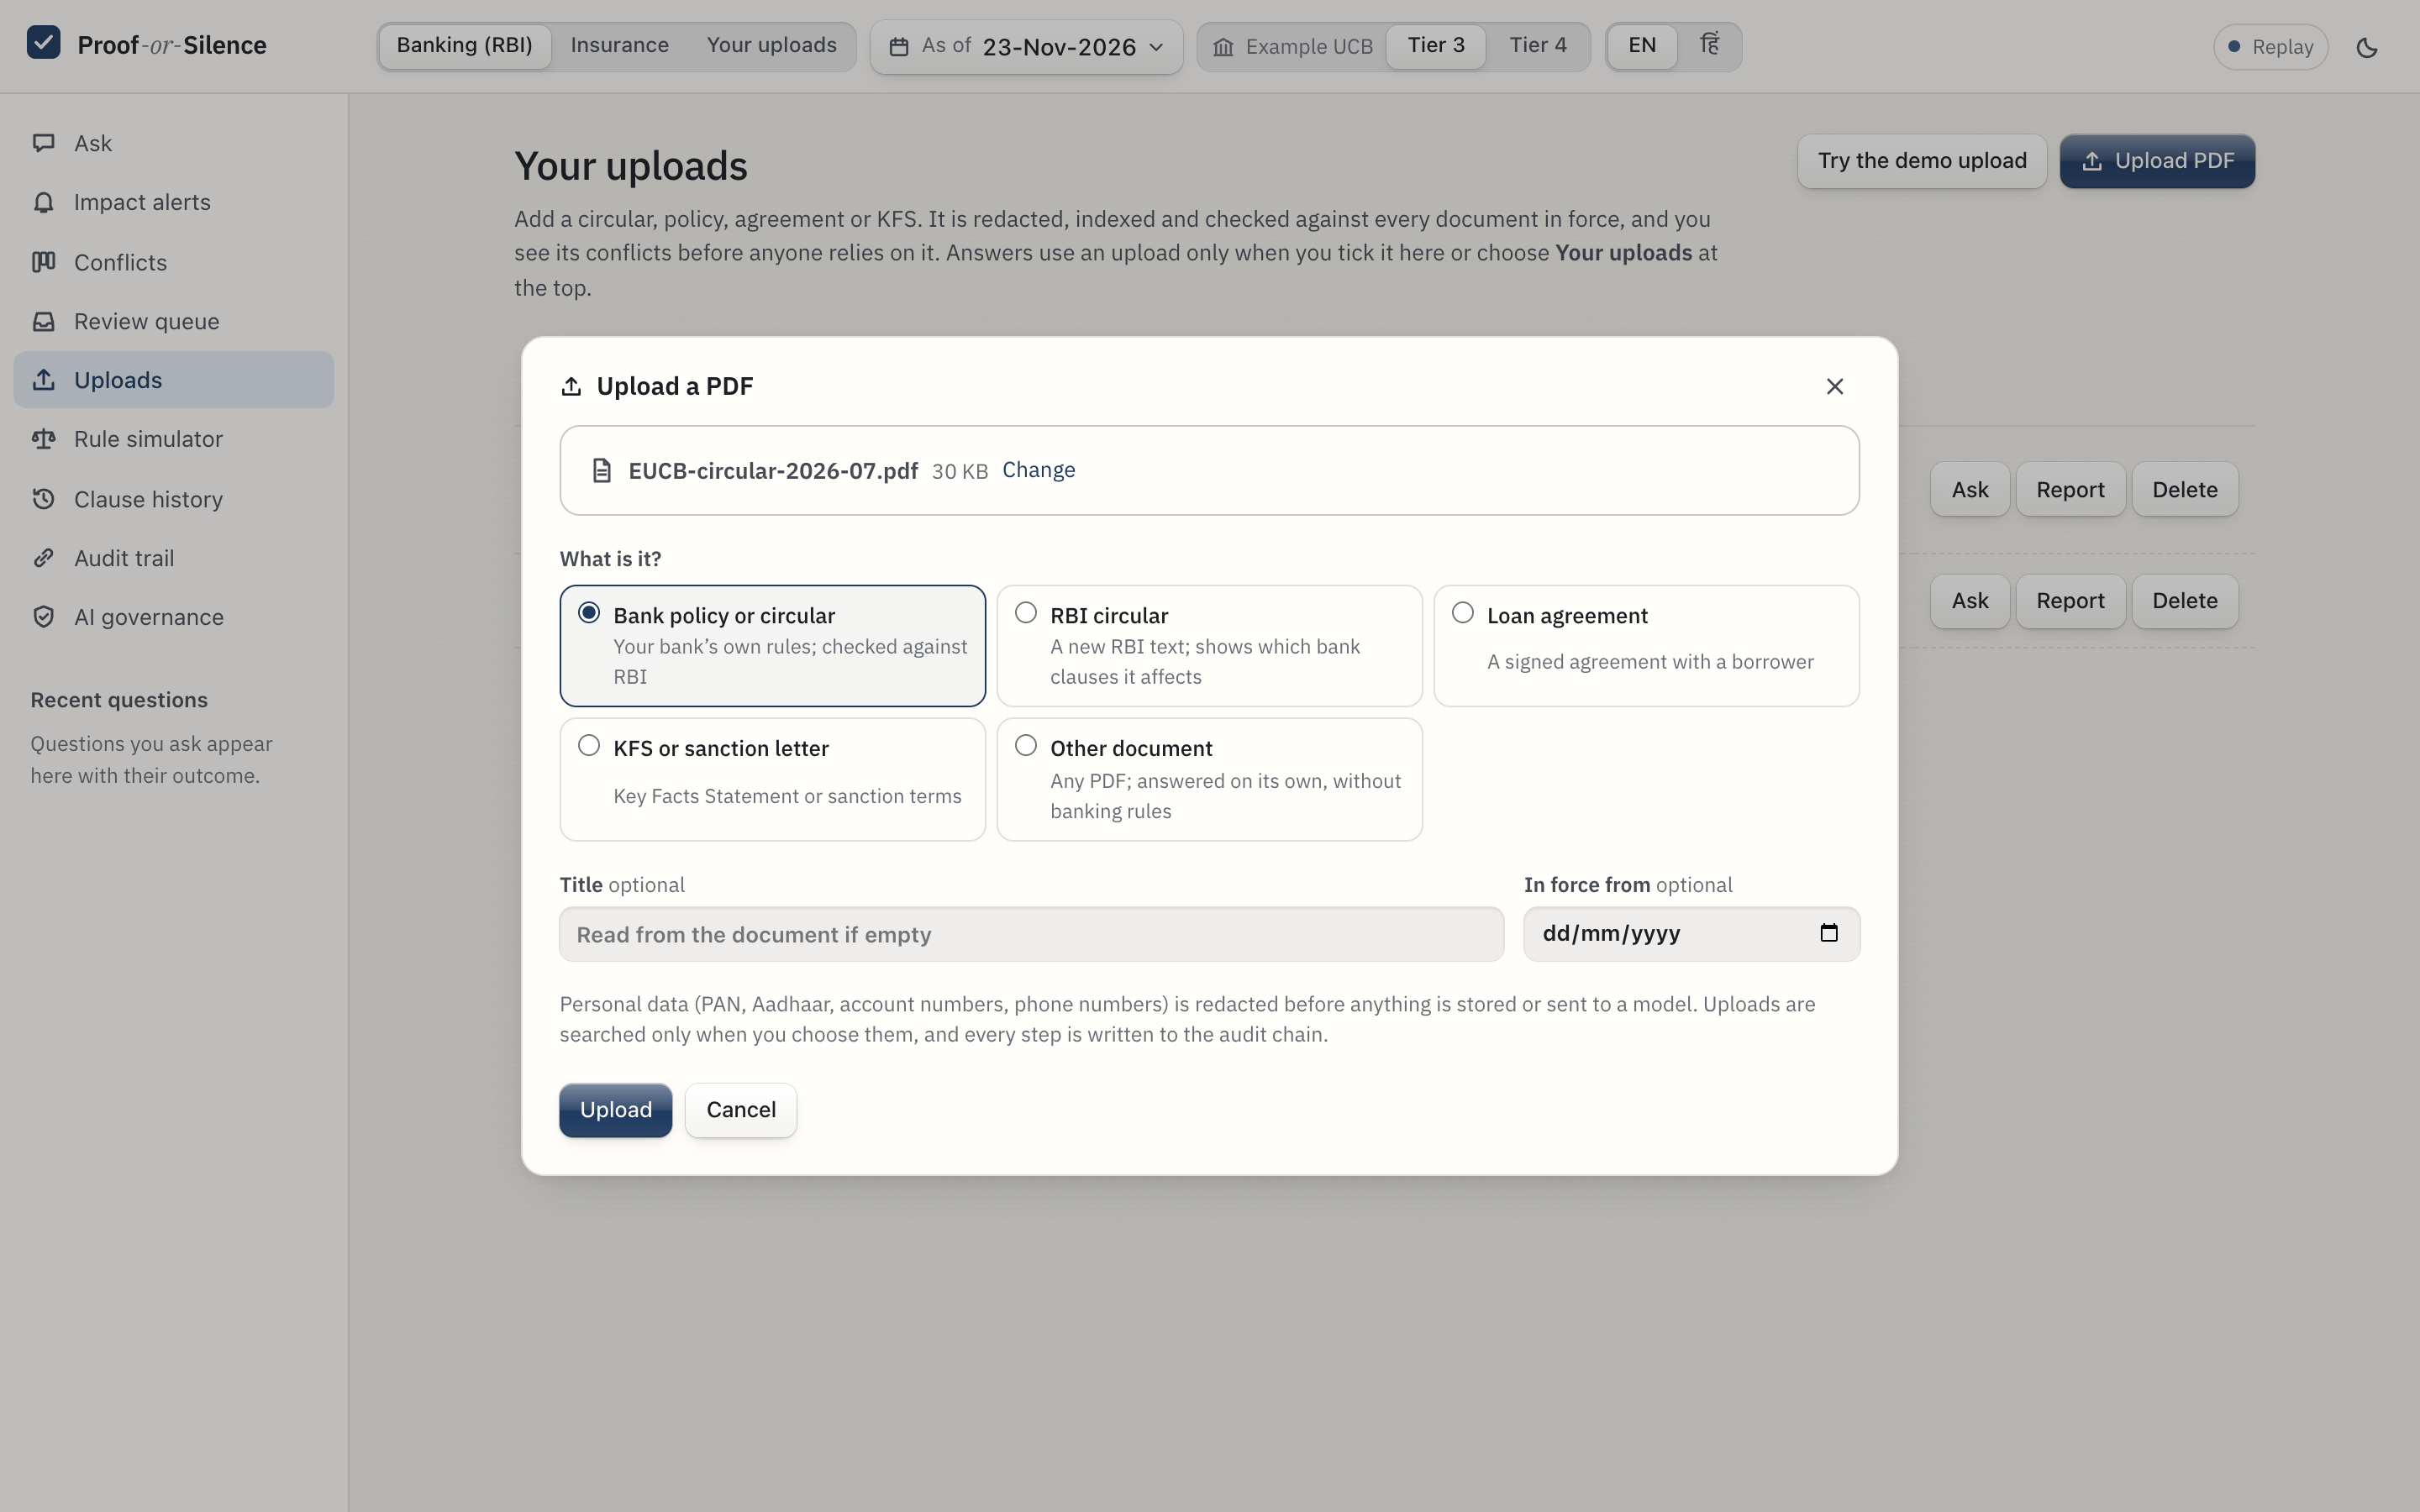 Proof-or-Silence
Banking (RBI) Insurance Your uploads
As of 23-Nov-2026
Example UCB Tier 3 Tier 4
EN हिं
Replay
Ask
Impact alerts
Conflicts
Review queue
Uploads
Rule simulator
Clause history
Audit trail
AI governance
Recent questions
Questions you ask appear
here with their outcome.
Your uploads
Try the demo upload
Upload PDF
Add a circular, policy, agreement or KFS. It is redacted, indexed and checked against every document in force, and you
see its conflicts before anyone relies on it. Answers use an upload only when you tick it here or choose Your uploads at
the top.
Ask Report Delete
Ask Report Delete
Upload a PDF
EUCB-circular-2026-07.pdf 30 KB Change
What is it?
Bank policy or circular
Your bank’s own rules; checked against
RBI
RBI circular
A new RBI text; shows which bank
clauses it affects
Loan agreement
A signed agreement with a borrower
KFS or sanction letter
Key Facts Statement or sanction terms
Other document
Any PDF; answered on its own, without
banking rules
Title optional
Read from the document if empty
In force from optional
dd/mm/yyyy
Personal data (PAN, Aadhaar, account numbers, phone numbers) is redacted before anything is stored or sent to a model. Uploads are
searched only when you choose them, and every step is written to the audit chain.
Upload Cancel